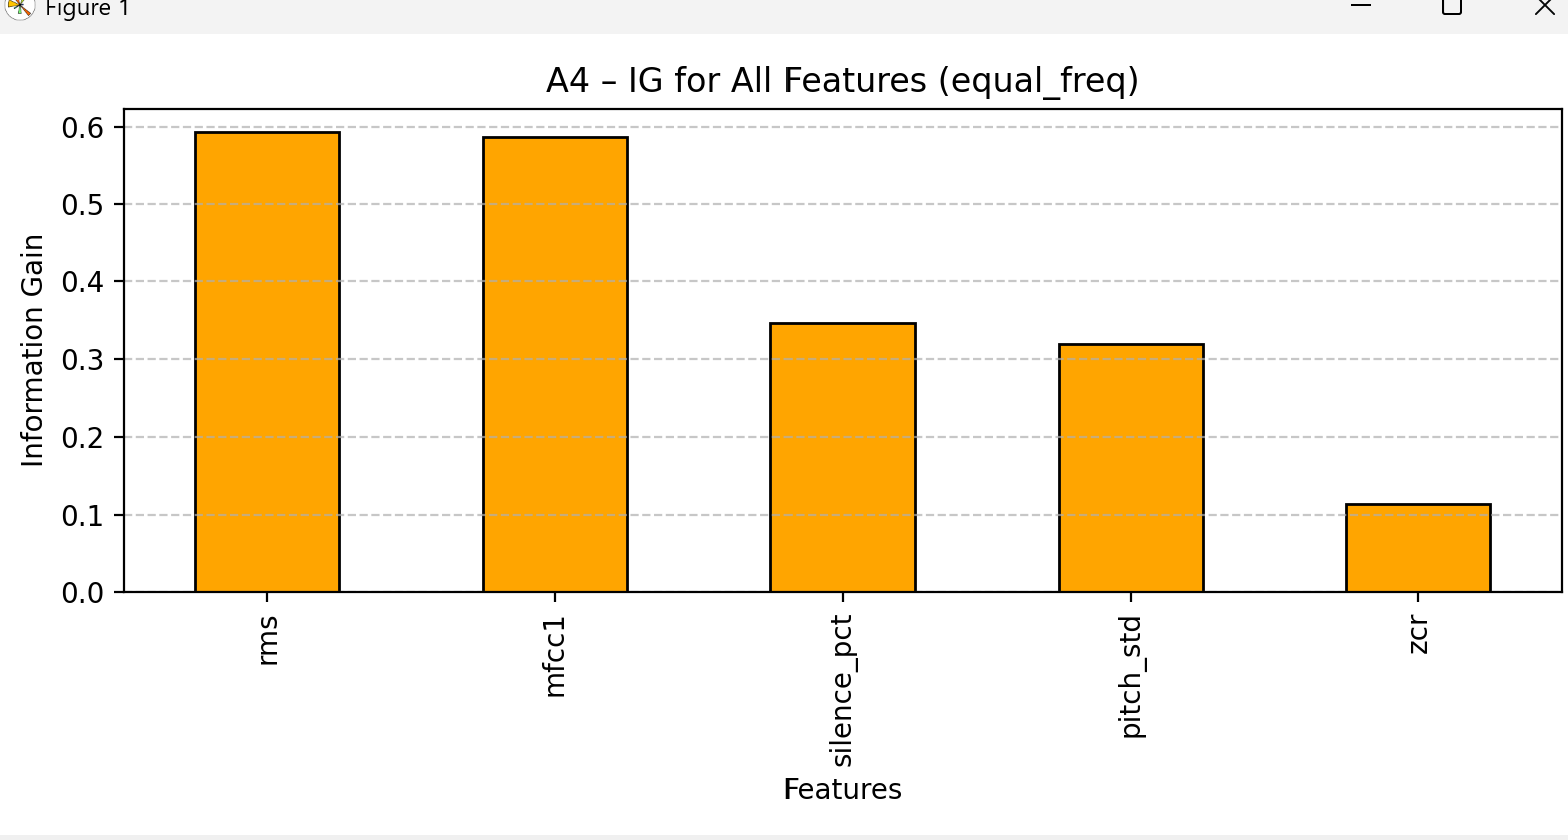 Figure 1
A4 – IG for All Features (equal_freq)
Information Gain
0.6
0.5
0.4
0.3
0.2
0.1
0.0
rms
mfcc1
silence_pct
pitch_std
zcr
Features